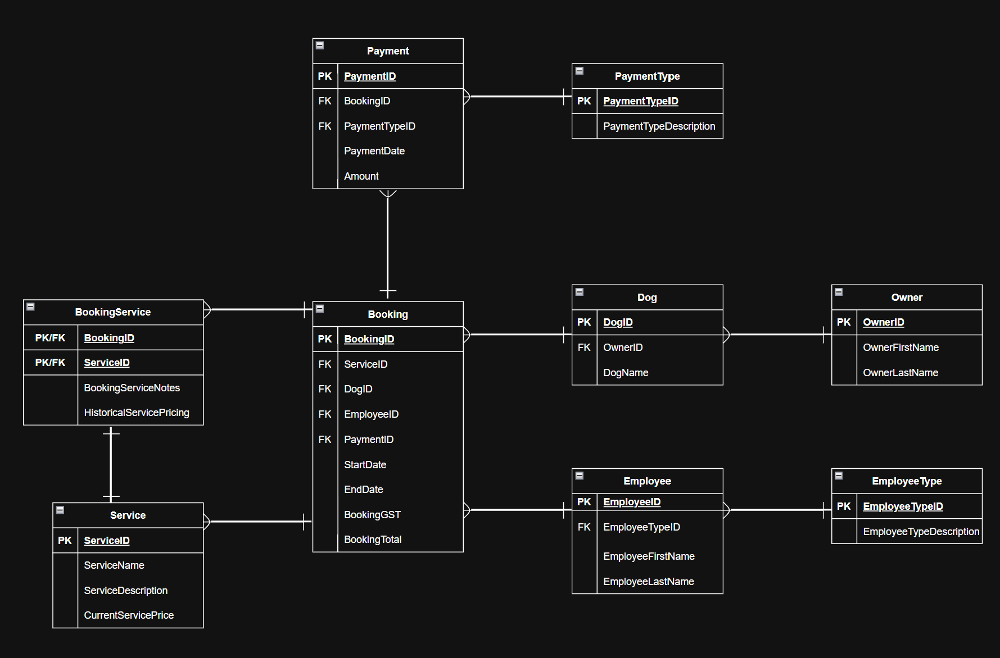 Payment
PK PaymentID
FK BookingID
FK PaymentTypeID
PaymentDate
Amount
PaymentType
PK PaymentTypeID
PaymentTypeDescription
BookingService
PK/FK BookingID
PK/FK ServiceID
BookingServiceNotes
HistoricalServicePricing
Booking
PK BookingID
FK ServiceID
FK DogID
FK EmployeeID
FK PaymentID
StartDate
EndDate
BookingGST
BookingTotal
Dog
PK DogID
FK OwnerID
DogName
Owner
PK OwnerID
OwnerFirstName
OwnerLastName
Service
PK ServiceID
ServiceName
ServiceDescription
CurrentServicePrice
Employee
PK EmployeeID
FK EmployeeTypeID
EmployeeFirstName
EmployeeLastName
EmployeeType
PK EmployeeTypeID
EmployeeTypeDescription